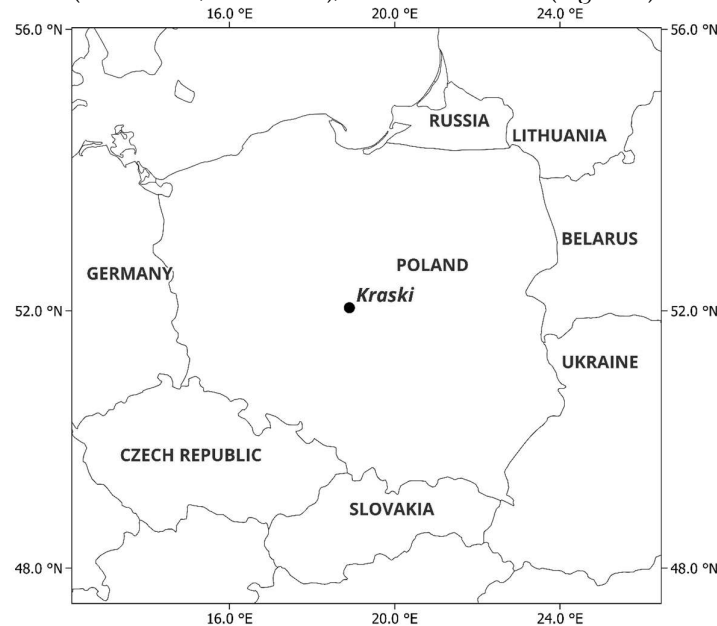 16.0 °E 20.0 °E 24.0 °E
56.0 °N 56.0 °N
RUSSIA
LITHUANIA
BELARUS
POLAND
GERMANY
Kraski
52.0 °N 52.0 °N
UKRAINE
CZECH REPUBLIC
SLOVAKIA
48.0 °N 48.0 °N
16.0 °E 20.0 °E 24.0 °E